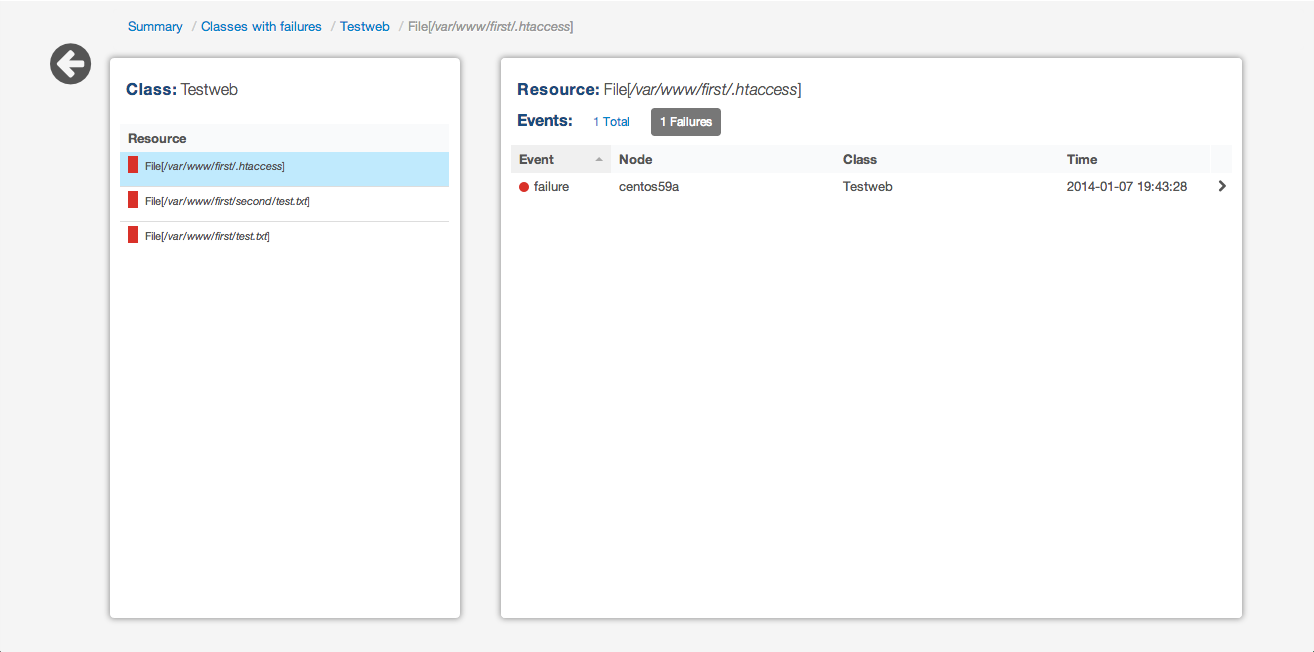 Summary / Classes with failures / Testweb / File[/var/www/first/.htaccess]
Class: Testweb
Resource
File[/var/www/first/.htaccess]
File[/var/www/first/second/test.txt]
File[/var/www/first/test.txt]
Resource: File[/var/www/first/.htaccess]
Events: 1 Total 1 Failures
Event Node Class Time
failure centos59a Testweb 2014-01-07 19:43:28